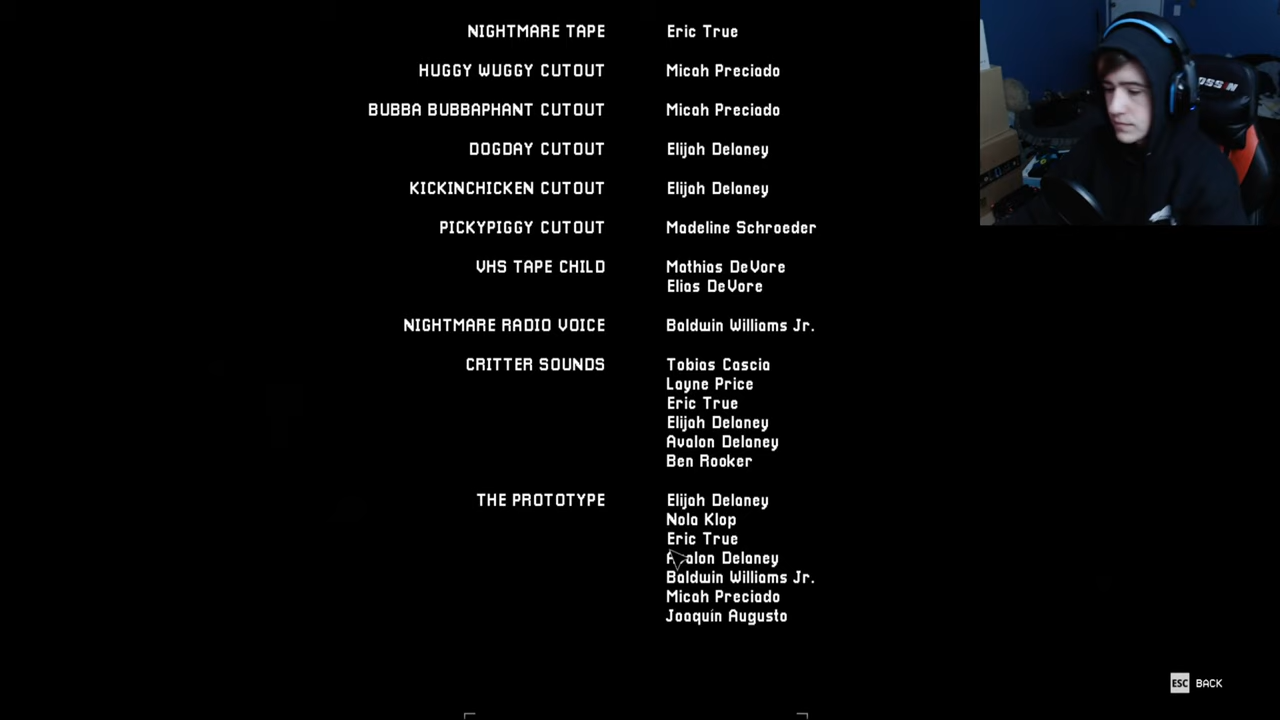 NIGHTMARE TAPE Eric True
HUGGY WUGGY CUTOUT Micah Preciado
BUBBA BUBBAPHANT CUTOUT Micah Preciado
DOGDAY CUTOUT Elijah Delaney
KICKINCHICKEN CUTOUT Elijah Delaney
PICKYPIGGY CUTOUT Madeline Schroeder
VHS TAPE CHILD Mathias DeVore
Elias DeVore
NIGHTMARE RADIO VOICE Baldwin Williams Jr.
CRITTER SOUNDS Tobias Cascia
Layne Price
Eric True
Elijah Delaney
Avalon Delaney
Ben Rooker
THE PROTOTYPE Elijah Delaney
Nola Klop
Eric True
Avalon Delaney
Baldwin Williams Jr.
Micah Preciado
Joaquín Augusto
ESC BACK